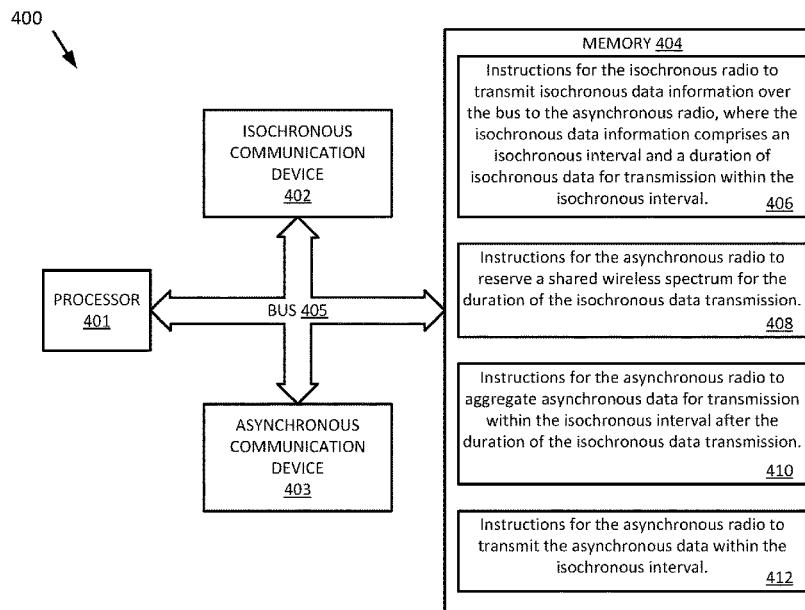 400
MEMORY 404
Instructions for the isochronous radio to
transmit isochronous data information over
the bus to the asynchronous radio, where the
isochronous data information comprises an
isochronous interval and a duration of
isochronous data for transmission within the
isochronous interval.
406
ISOCHRONOUS
COMMUNICATION
DEVICE
402
Instructions for the asynchronous radio to
reserve a shared wireless spectrum for the
duration of the isochronous data transmission.
408
PROCESSOR
401
BUS 405
Instructions for the asynchronous radio to
aggregate asynchronous data for transmission
within the isochronous interval after the
duration of the isochronous data transmission.
410
ASYNCHRONOUS
COMMUNICATION
DEVICE
403
Instructions for the asynchronous radio to
transmit the asynchronous data within the
isochronous interval.
412